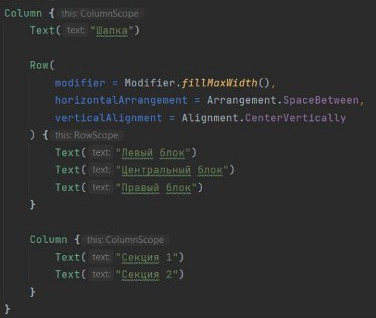 Column { this: ColumnScope
Text( text: "Шапка")
Row(
modifier = Modifier.fillMaxWidth(),
horizontalArrangement = Arrangement.SpaceBetween,
verticalAlignment = Alignment.CenterVertically
) { this: RowScope
Text( text: "Левый блок")
Text( text: "Центральный блок")
Text( text: "Правый блок")
}
Column { this: ColumnScope
Text( text: "Секция 1")
Text( text: "Секция 2")
}
}